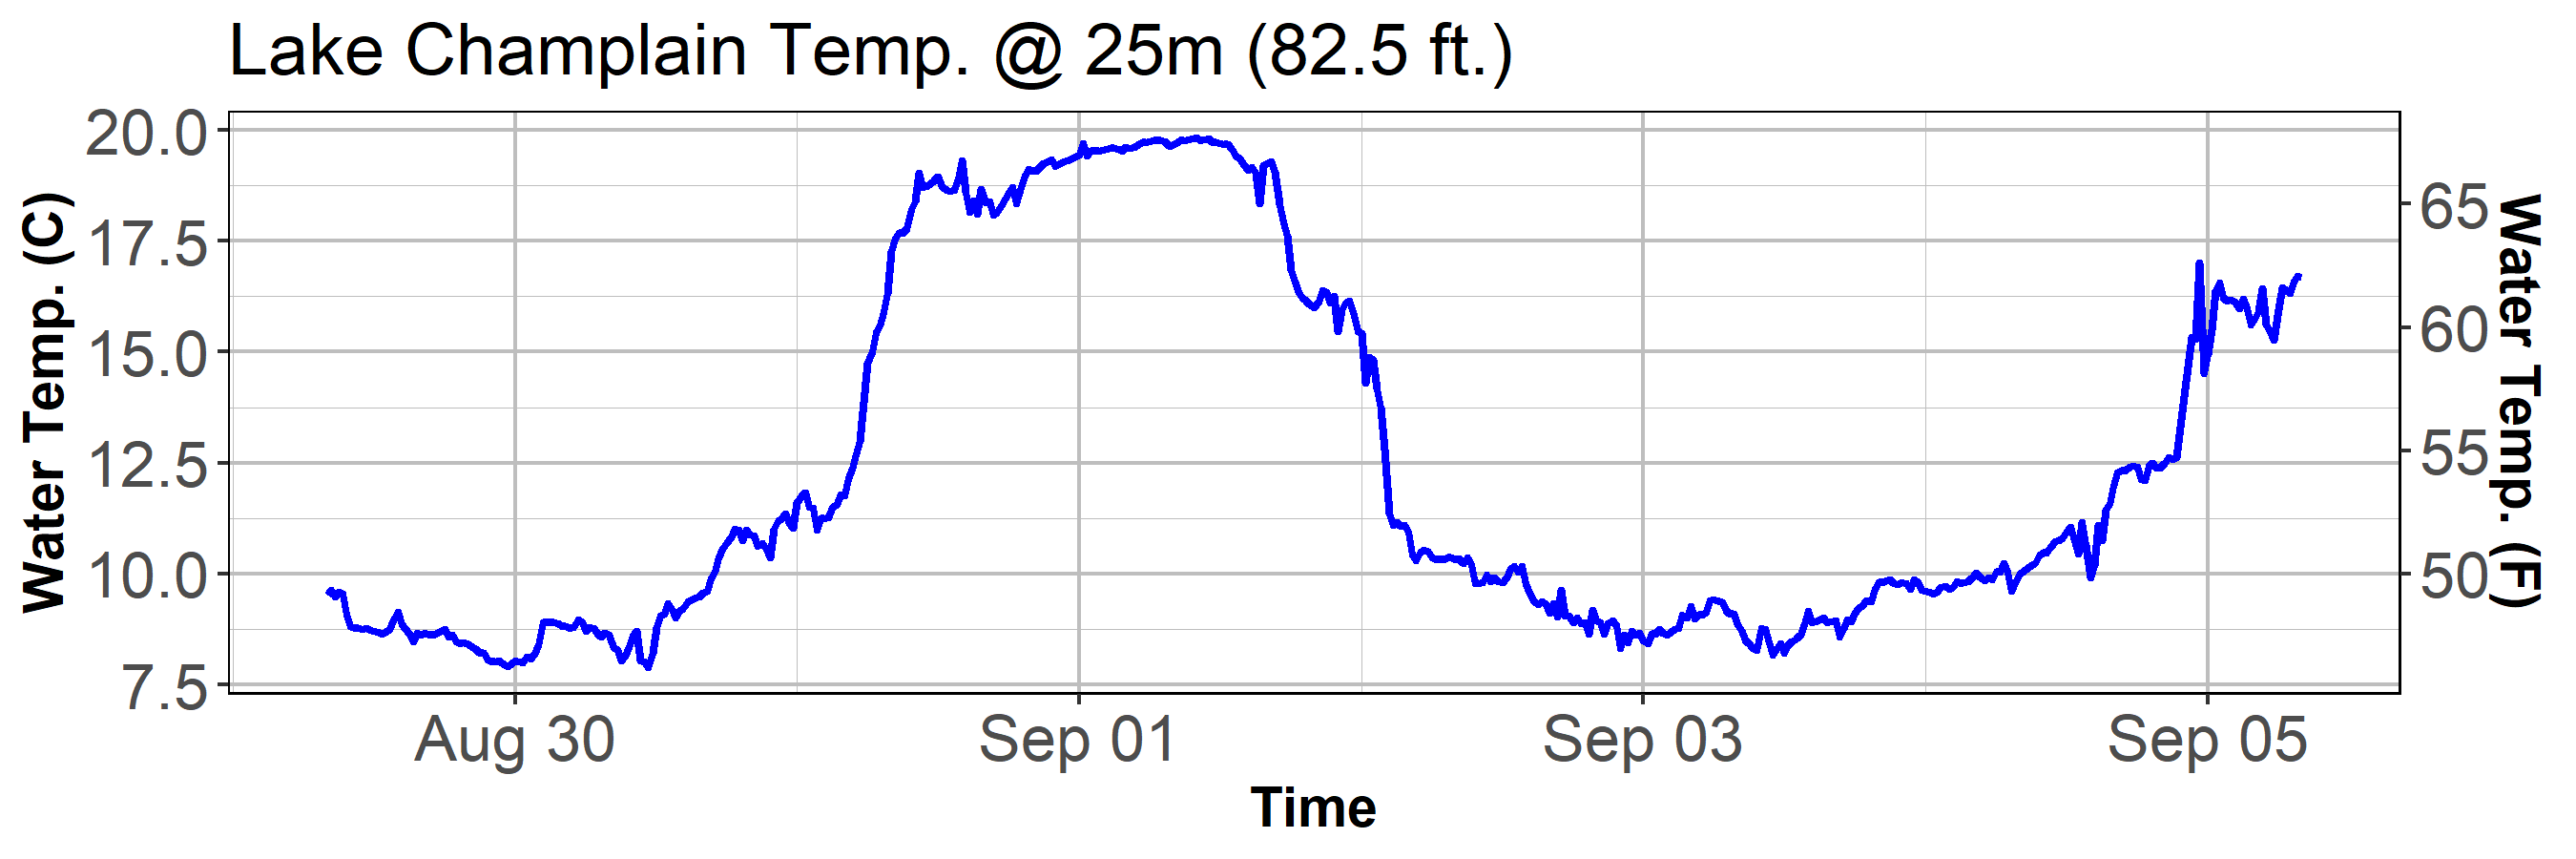 Lake Champlain Temp. @ 25m (82.5 ft.)
Water Temp. (C)
20.0
17.5
15.0
12.5
10.0
7.5
65
60
55
50
Water Temp. (F)
Aug 30 Sep 01 Sep 03 Sep 05
Time